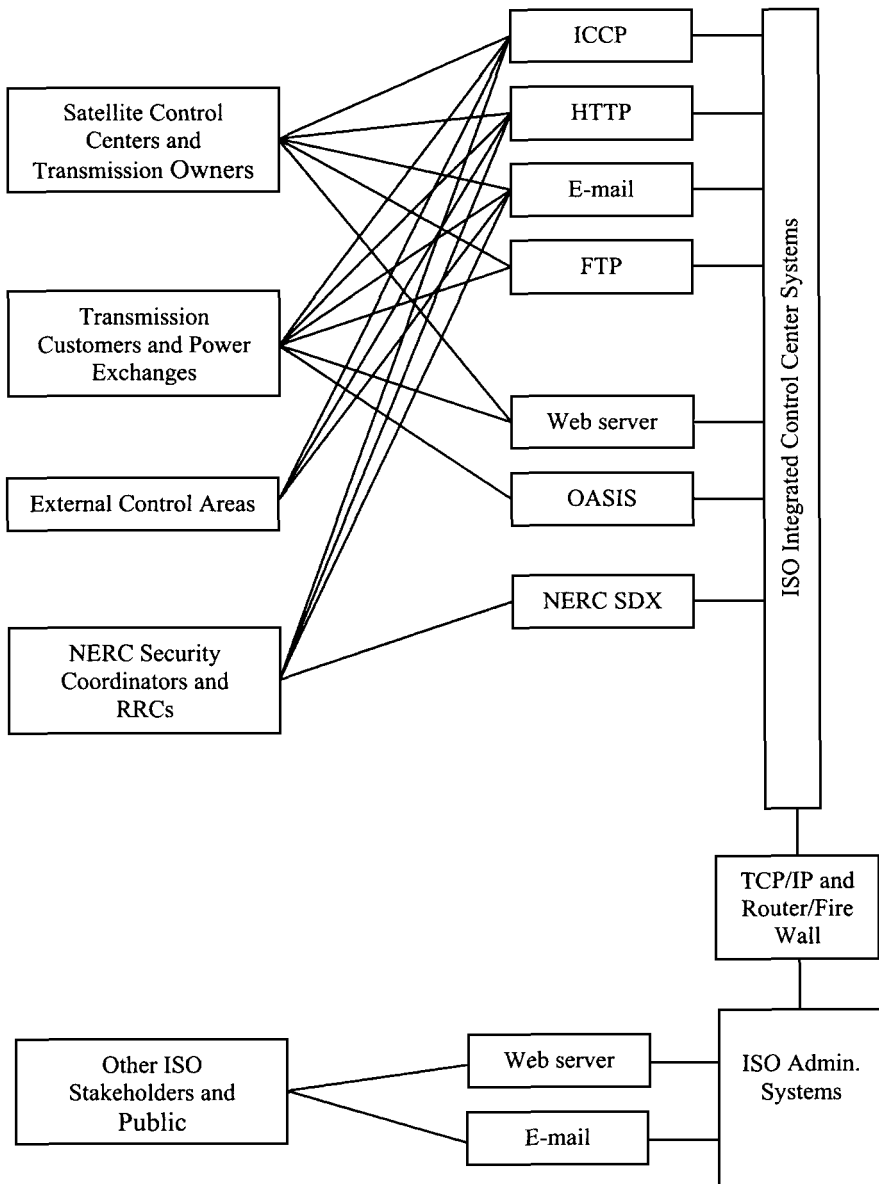 ICCP
Satellite Control
Centers and
Transmission Owners
HTTP
E-mail
FTP
Transmission
Customers and Power
Exchanges
Web server
External Control Areas
OASIS
NERC SDX
NERC Security
Coordinators and
RRCs
ISO Integrated Control Center Systems
TCP/IP and
Router/Fire
Wall
Other ISO
Stakeholders and
Public
Web server
E-mail
ISO Admin.
Systems